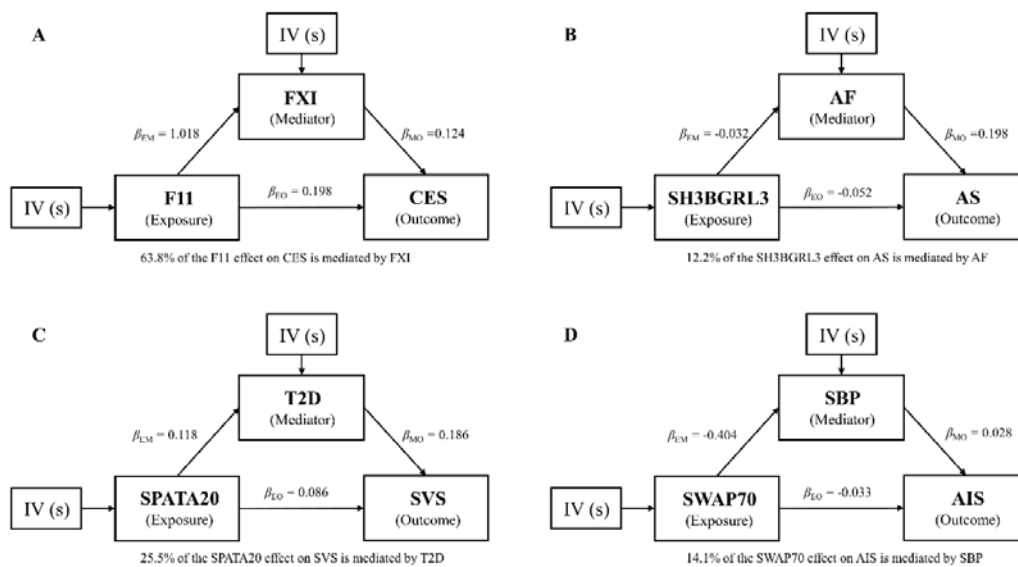 A
IV (s)
FXI
(Mediator)
βEM = 1.018
βMO =0.124
IV (s)
F11
(Exposure)
βEO = 0.198
CES
(Outcome)
63.8% of the F11 effect on CES is mediated by FXI
B
IV (s)
AF
(Mediator)
βEM = -0.032
βMO =0.198
IV (s)
SH3BGRL3
(Exposure)
βEO = -0.052
AS
(Outcome)
12.2% of the SH3BGRL3 effect on AS is mediated by AF
C
IV (s)
T2D
(Mediator)
βEM = 0.118
βMO = 0.186
IV (s)
SPATA20
(Exposure)
βEO = 0.086
SVS
(Outcome)
25.5% of the SPATA20 effect on SVS is mediated by T2D
D
IV (s)
SBP
(Mediator)
βEM = -0.404
βMO = 0.028
IV (s)
SWAP70
(Exposure)
βEO = -0.033
AIS
(Outcome)
14.1% of the SWAP70 effect on AIS is mediated by SBP